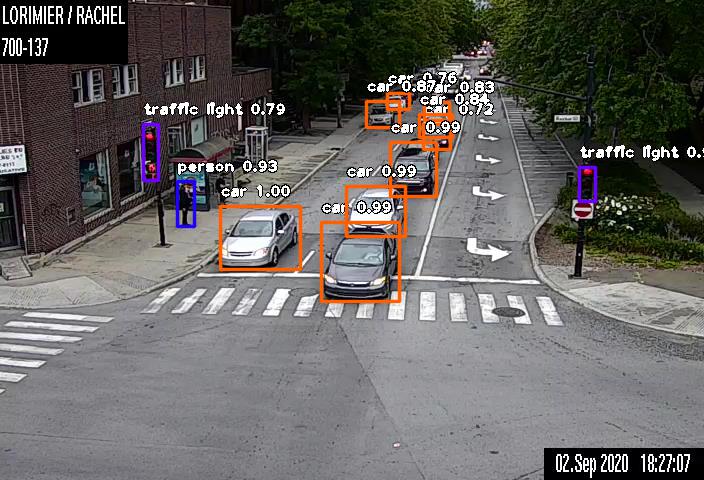 LORIMIER / RACHEL
700-137
car 0.76
car 0.87
car 0.83
car 0.84
car 0.72
traffic light 0.79
car 0.99
traffic light 0.9
person 0.93
car 0.99
car 1.00
car 0.99
02.Sep 2020 18:27:07